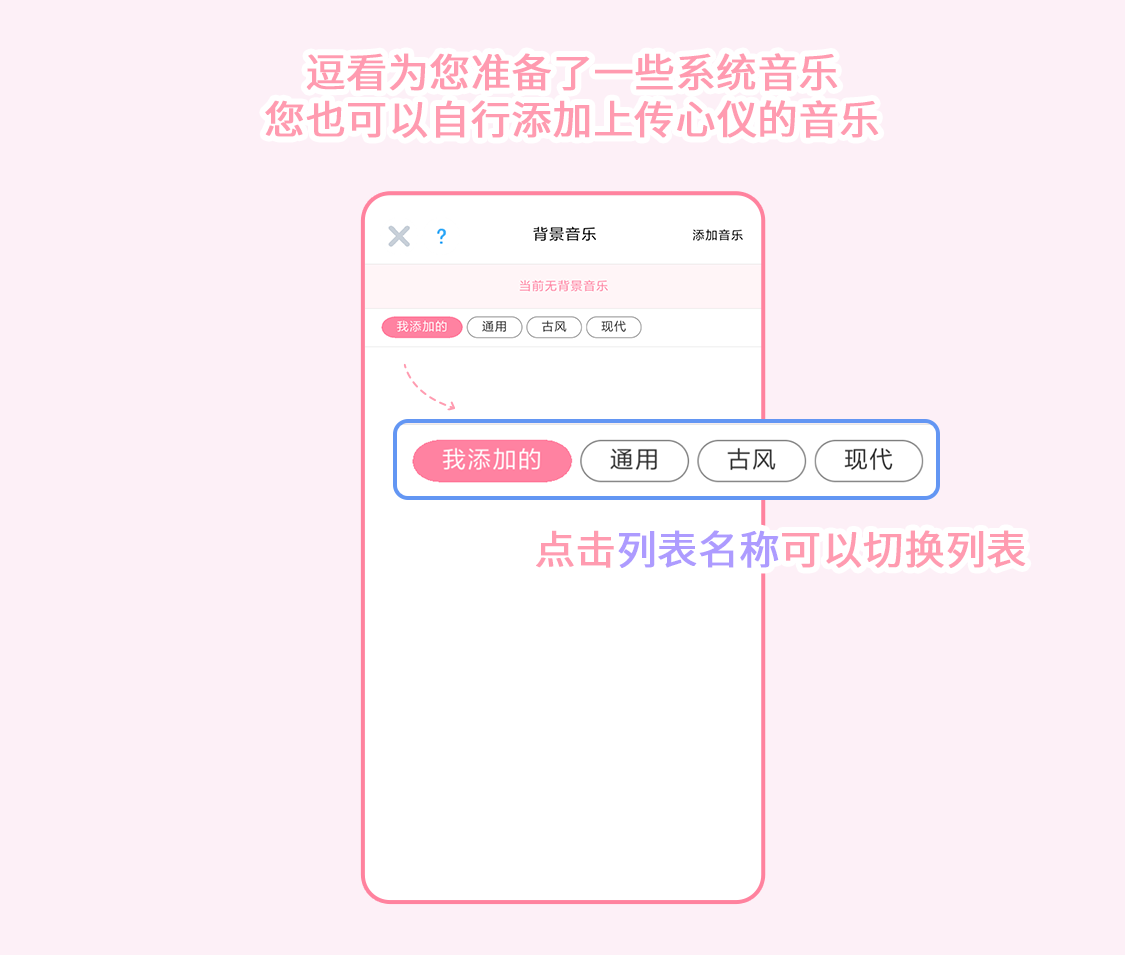 逗看为您准备了一些系统音乐
您也可以自行添加上传心仪的音乐
? 背景音乐 添加音乐
当前无背景音乐
我添加的 通用 古风 现代
我添加的 通用 古风 现代
点击列表名称可以切换列表